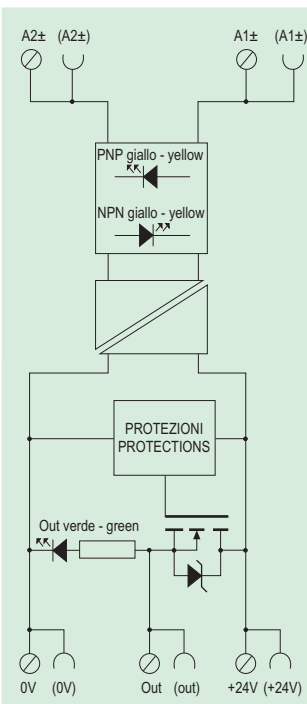 A2± (A2±) A1± (A1±)
PNP giallo - yellow
NPN giallo - yellow
PROTEZIONI
PROTECTIONS
Out verde - green
0V (0V) Out (out) +24V (+24V)